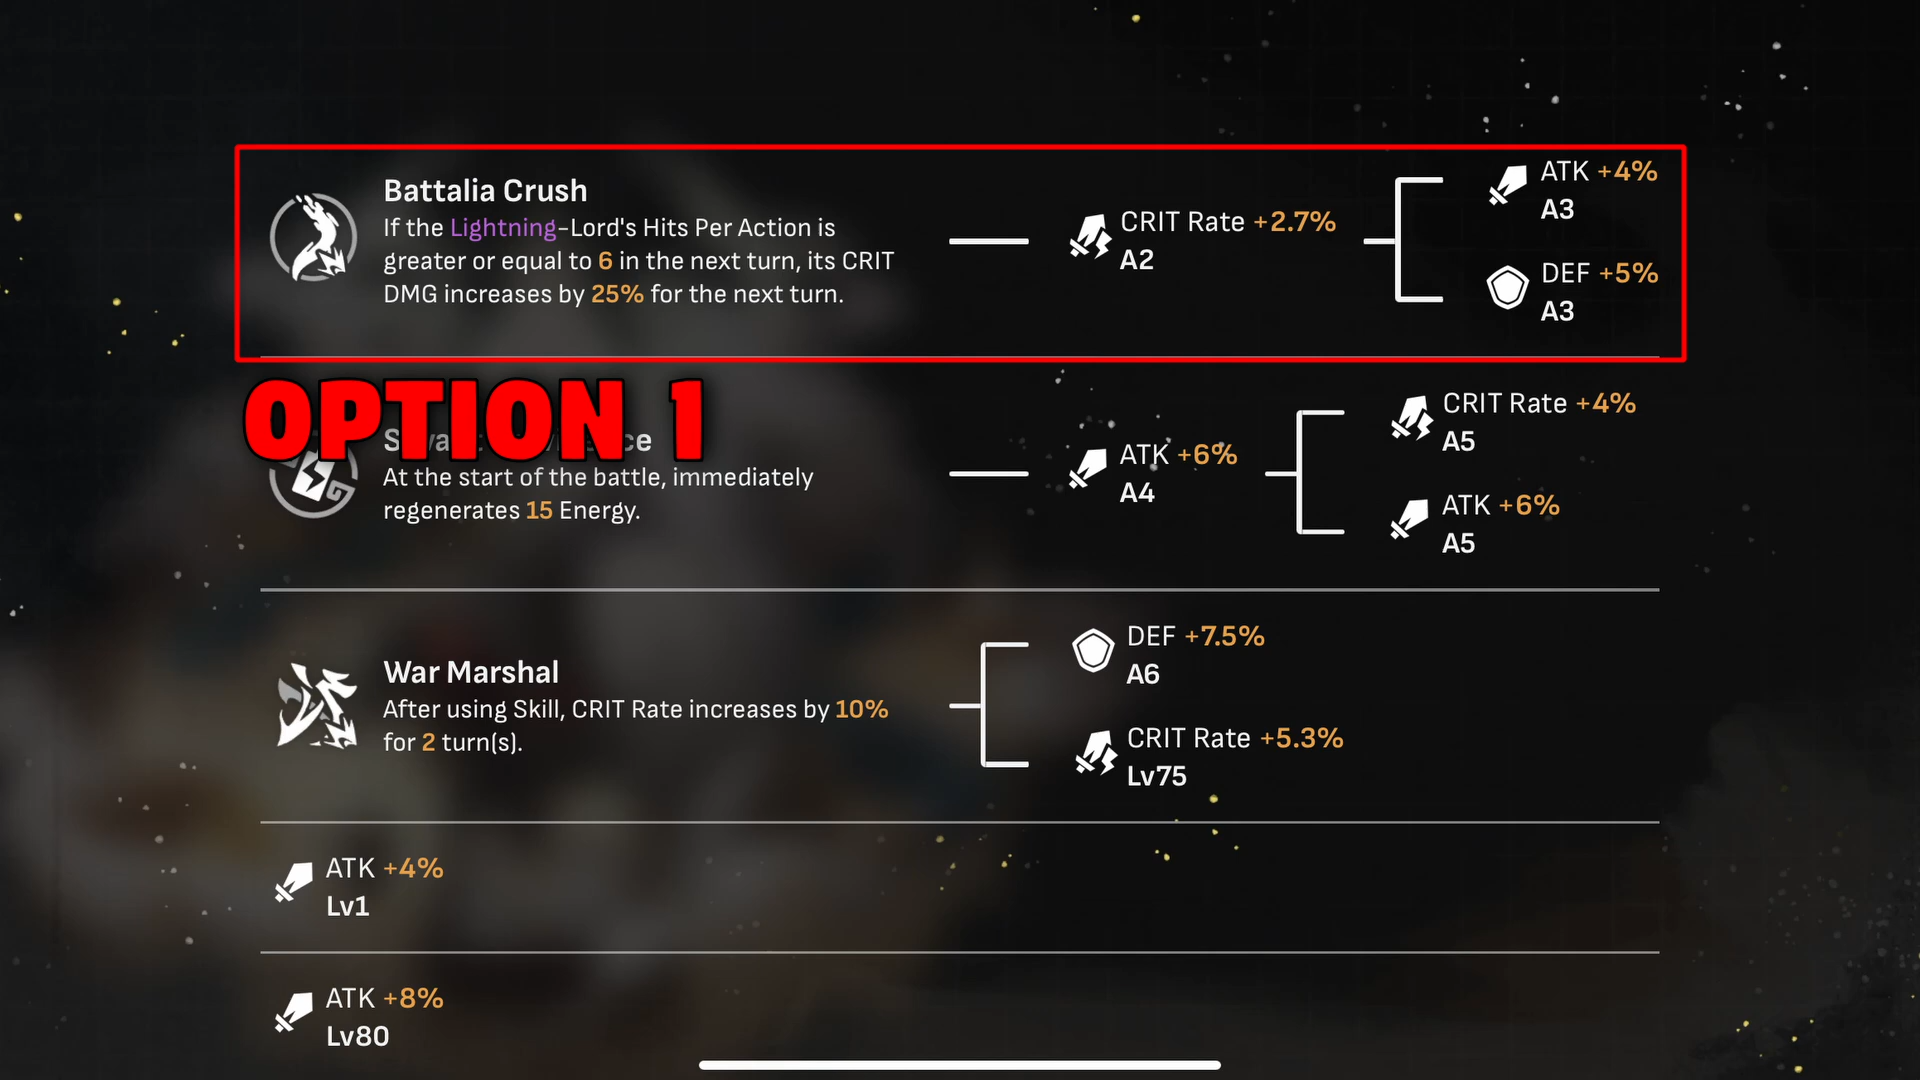 Battalia Crush
If the Lightning-Lord's Hits Per Action is
greater or equal to 6 in the next turn, its CRIT
DMG increases by 25% for the next turn.
CRIT Rate +2.7%
A2
ATK +4%
A3
DEF +5%
A3
OPTION 1
At the start of the battle, immediately
regenerates 15 Energy.
ATK +6%
A4
CRIT Rate +4%
A5
ATK +6%
A5
War Marshal
After using Skill, CRIT Rate increases by 10%
for 2 turn(s).
DEF +7.5%
A6
CRIT Rate +5.3%
Lv75
ATK +4%
Lv1
ATK +8%
Lv80